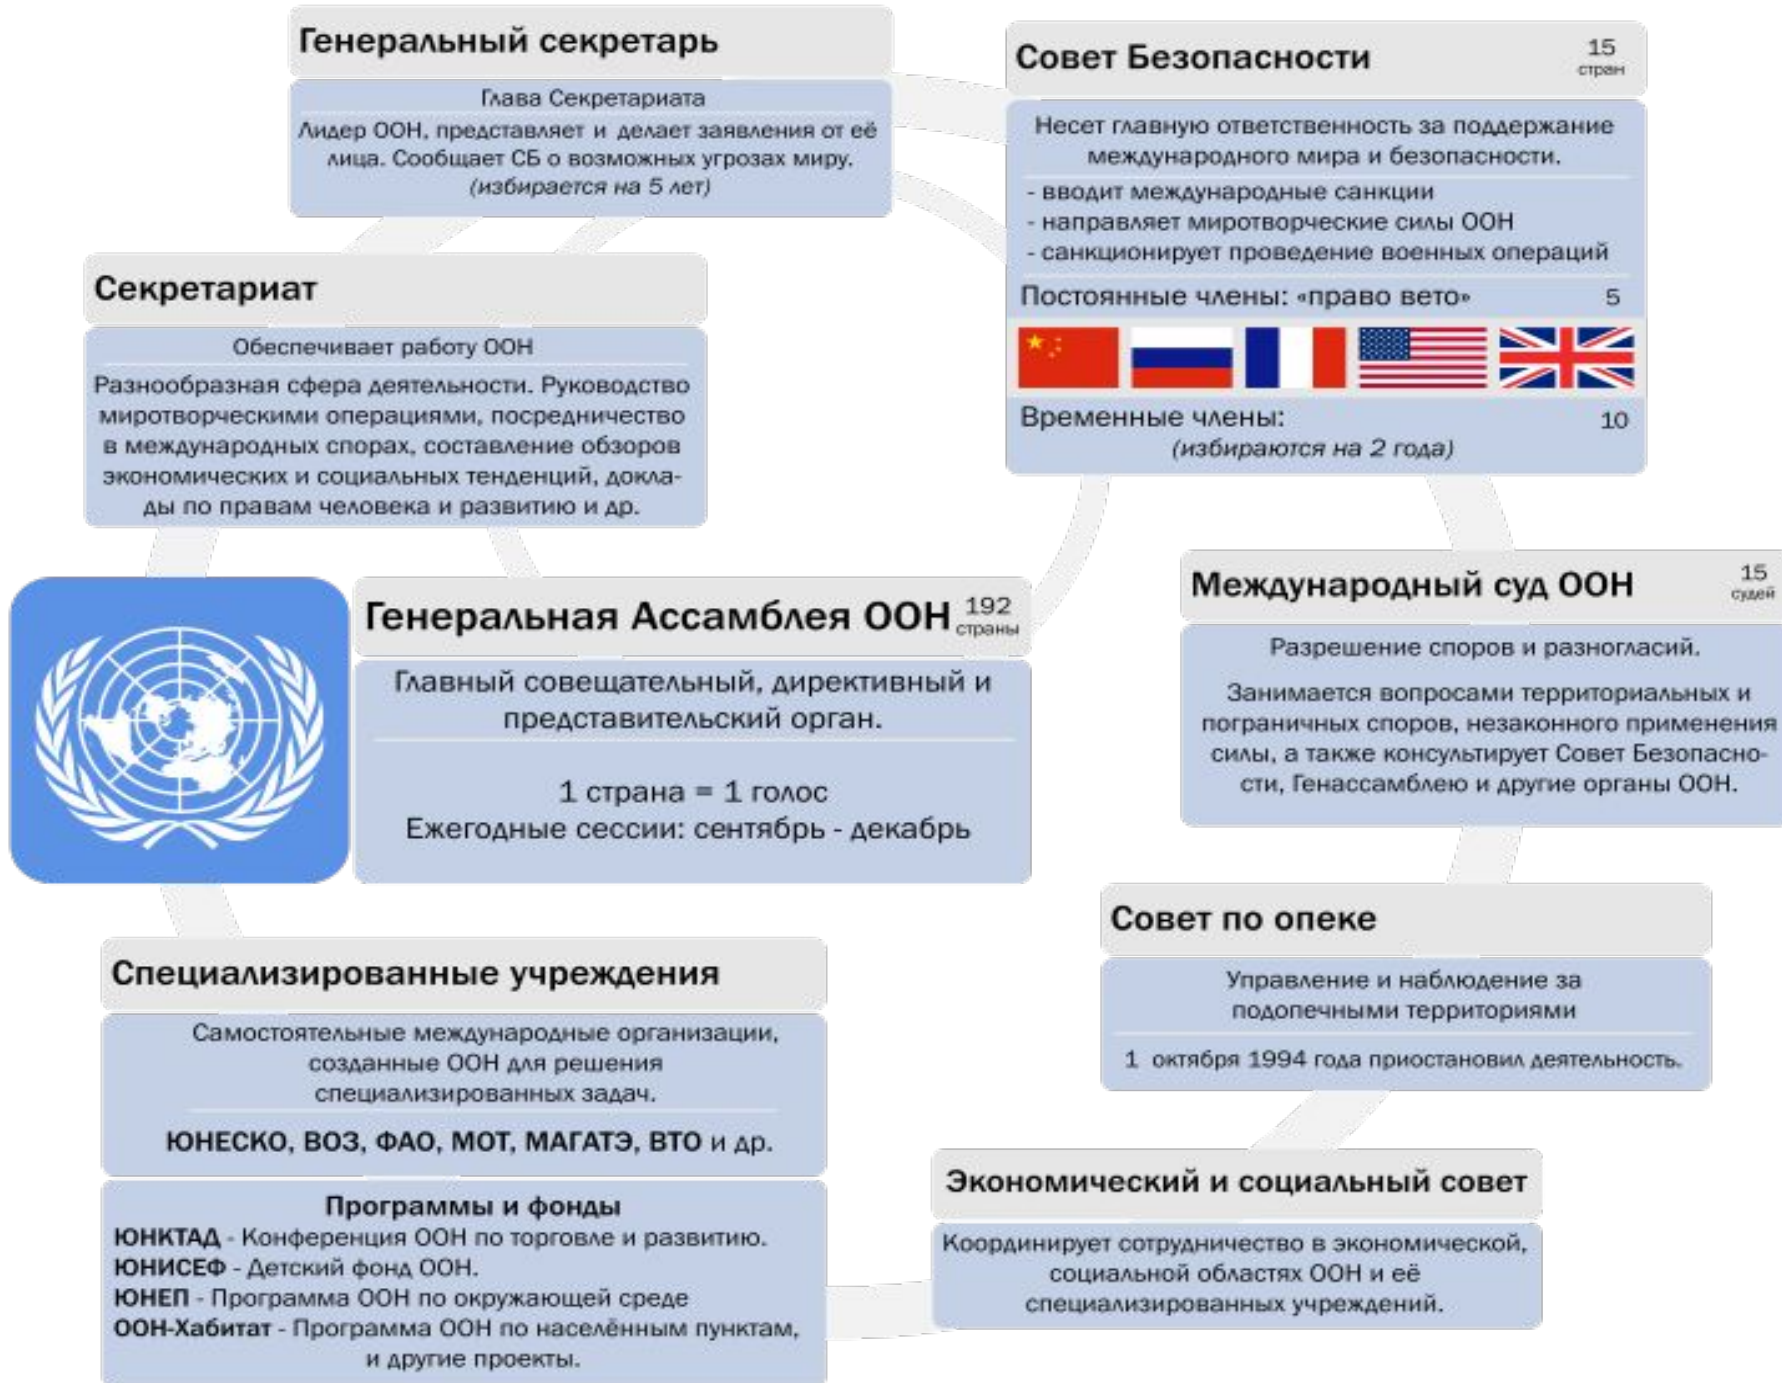 Генеральный секретарь
Глава Секретариата
Лидер ООН, представляет и делает заявления от её
лица. Сообщает СБ о возможных угрозах миру.
(избирается на 5 лет)
Совет Безопасности
15
стран
Несет главную ответственность за поддержание
международного мира и безопасности.
- вводит международные санкции
- направляет миротворческие силы ООН
- санкционирует проведение военных операций
Постоянные члены: «право вето» 5
Временные члены: 10
(избираются на 2 года)
Секретариат
Обеспечивает работу ООН
Разнообразная сфера деятельности. Руководство
миротворческими операциями, посредничество
в международных спорах, составление обзоров
экономических и социальных тенденций, докла-
ды по правам человека и развитию и др.
Генеральная Ассамблея ООН
192
страны
Главный совещательный, директивный и
представительский орган.
1 страна = 1 голос
Ежегодные сессии: сентябрь - декабрь
Международный суд ООН
15
судей
Разрешение споров и разногласий.
Занимается вопросами территориальных и
пограничных споров, незаконного применения
силы, а также консультирует Совет Безопасно-
сти, Генассамблею и другие органы ООН.
Совет по опеке
Управление и наблюдение за
подопечными территориями
1 октября 1994 года приостановил деятельность.
Специализированные учреждения
Самостоятельные международные организации,
созданные ООН для решения
специализированных задач.
ЮНЕСКО, ВОЗ, ФАО, МОТ, МАГАТЭ, ВТО и др.
Программы и фонды
ЮНКТАД - Конференция ООН по торговле и развитию.
ЮНИСЕФ - Детский фонд ООН.
ЮНЕП - Программа ООН по окружающей среде
ООН-Хабитат - Программа ООН по населённым пунктам,
и другие проекты.
Экономический и социальный совет
Координирует сотрудничество в экономической,
социальной областях ООН и её
специализированных учреждений.